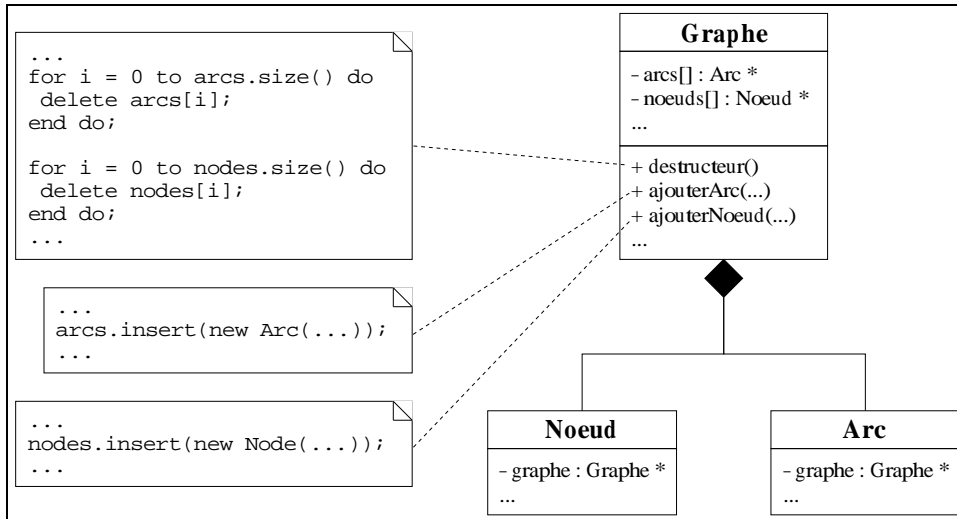 ...
for i = 0 to arcs.size() do
delete arcs[i];
end do;
for i = 0 to nodes.size() do
delete nodes[i];
end do;
...
...
arcs.insert(new Arc(...));
...
...
nodes.insert(new Node(...));
...
Graphe
- arcs[] : Arc *
- noeuds[] : Noeud *
...
+ destructeur()
+ ajouterArc(...)
+ ajouterNoeud(...)
...
Noeud
- graphe : Graphe *
...
Arc
- graphe : Graphe *
...